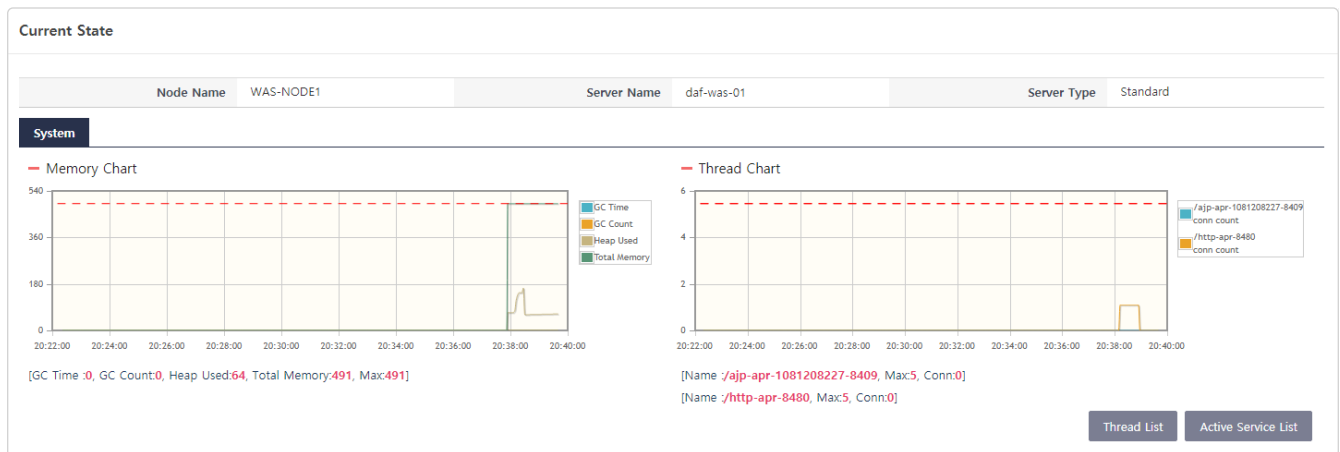 Current State
Node Name WAS-NODE1 Server Name daf-was-01 Server Type Standard
System
Memory Chart
540
360
180
0
20:22:00 20:24:00 20:26:00 20:28:00 20:30:00 20:32:00 20:34:00 20:36:00 20:38:00 20:40:00
GC Time
GC Count
Heap Used
Total Memory
[GC Time :0, GC Count:0, Heap Used:64, Total Memory:491, Max:491]
Thread Chart
6
4
2
0
20:22:00 20:24:00 20:26:00 20:28:00 20:30:00 20:32:00 20:34:00 20:36:00 20:38:00 20:40:00
/ajp-apr-1081208227-8409
conn count
/http-apr-8480
conn count
[Name :/ajp-apr-1081208227-8409, Max:5, Conn:0]
[Name :/http-apr-8480, Max:5, Conn:0]
Thread List Active Service List